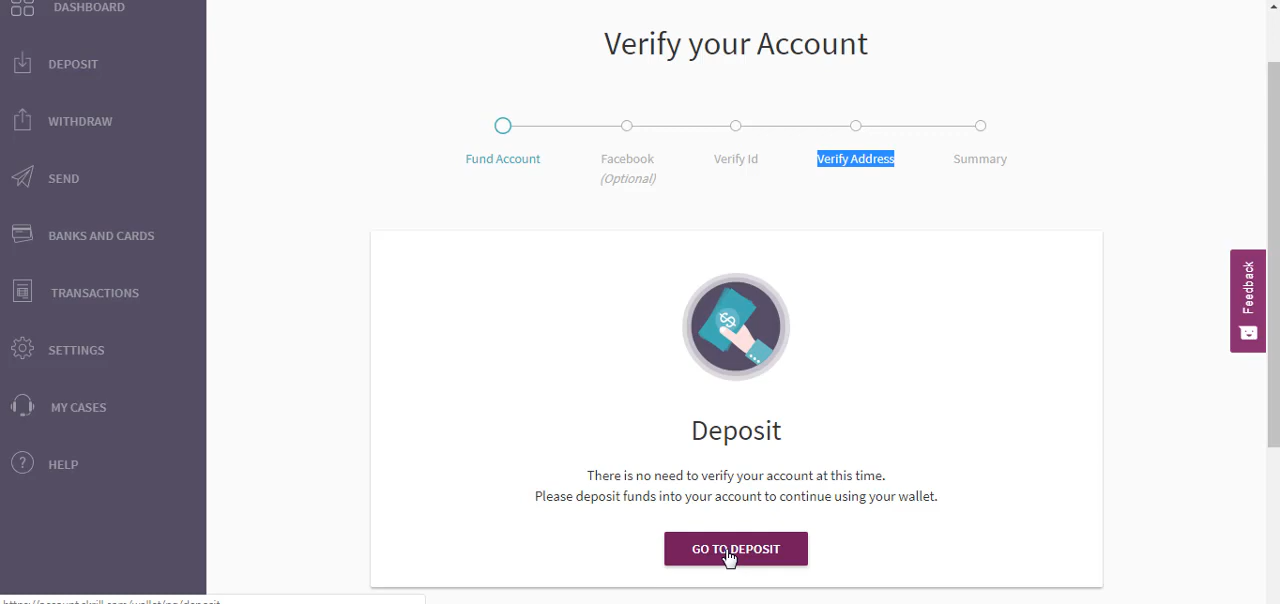 DASHBOARD
DEPOSIT
WITHDRAW
SEND
BANKS AND CARDS
TRANSACTIONS
SETTINGS
MY CASES
HELP
Verify your Account
Fund Account
Facebook
(Optional)
Verify Id
Verify Address
Summary
Deposit
There is no need to verify your account at this time.
Please deposit funds into your account to continue using your wallet.
GO TO DEPOSIT
Feedback